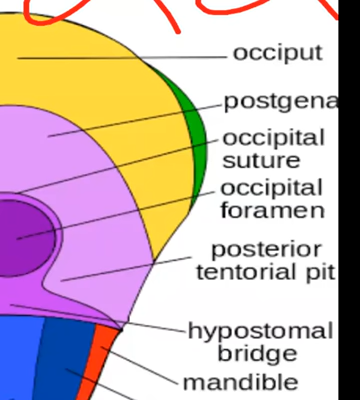 occiput
postgena
occipital
suture
occipital
foramen
posterior
tentorial pit
hypostomal
bridge
mandible